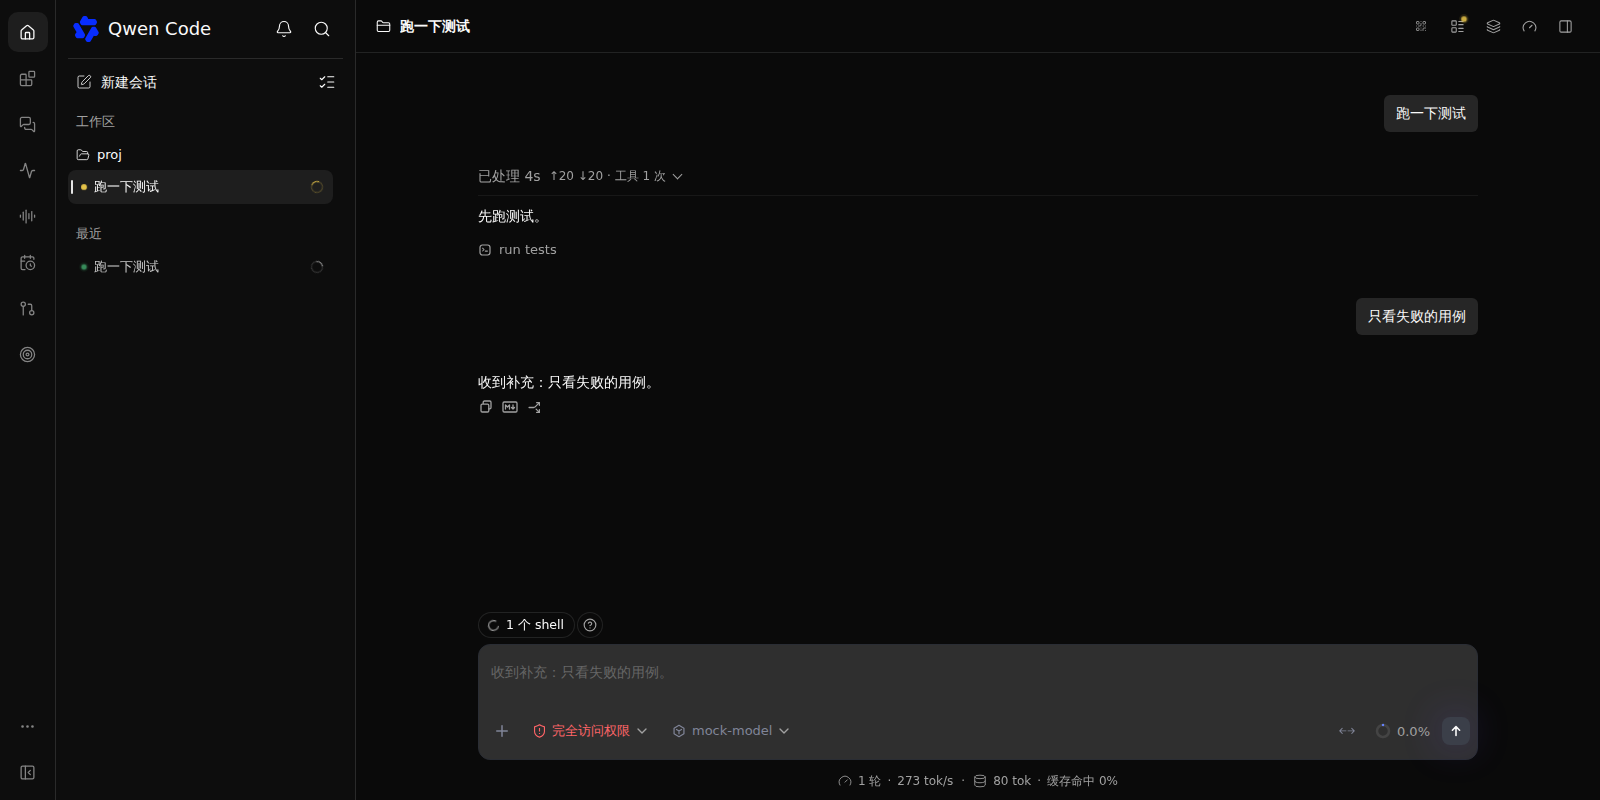 Qwen Code
新建会话
工作区
proj
跑一下测试
最近
跑一下测试
跑一下测试
跑一下测试
已处理 4s ↑20 ↓20 · 工具 1 次
先跑测试。
run tests
只看失败的用例
收到补充：只看失败的用例。
1 个 shell
收到补充：只看失败的用例。
完全访问权限
mock-model
0.0%
1 轮 · 273 tok/s · 80 tok · 缓存命中 0%